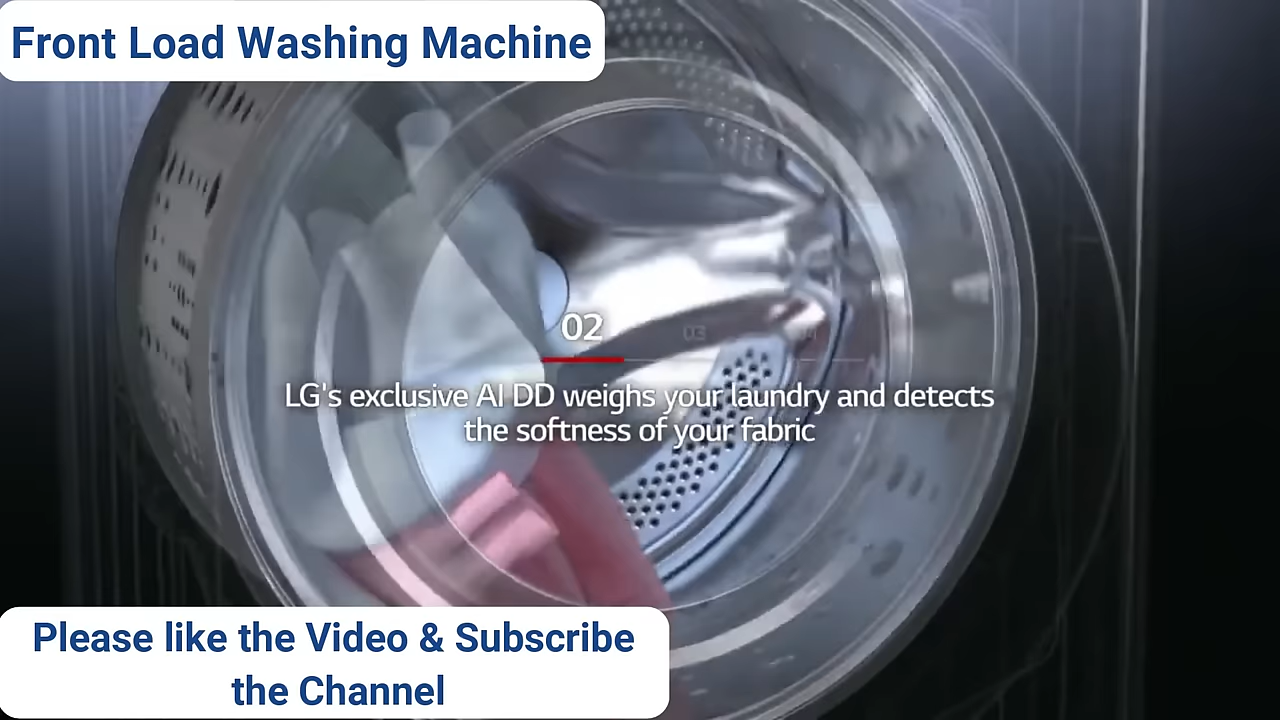 Front Load Washing Machine
02
03
LG's exclusive AI DD weighs your laundry and detects
the softness of your fabric
Please like the Video & Subscribe
the Channel